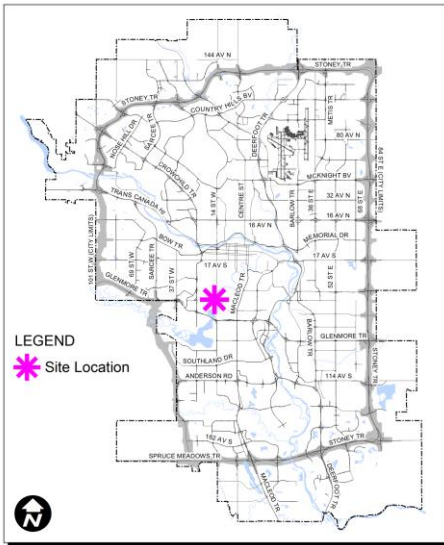 144 AV N
STONEY TR
STONEY TR
COUNTRY HILLS BV
METIS TR
DEERFOOT TR
NOSE HILL DR
SARCEE TR
80 AV N
64 ST E (CITY LIMITS)
CROWCHILD TR
14 ST W
CENTRE ST
MCKNIGHT BV
BARLOW TR
36 ST E
32 AV N
68 ST E
TRANS CANADA HI
16 AV N
16 AV N
MEMORIAL DR
101 ST W (CITY LIMITS)
BOW TR
69 ST W
SARCEE TR
37 ST W
17 AV S
17 AV S
52 ST E
GLENMORE TR
MACLEOD TR
BARLOW TR
GLENMORE TR
LEGEND
Site Location
SOUTHLAND DR
ANDERSON RD
114 AV S
STONEY TR
162 AV S
STONEY TR
SPRUCE MEADOWS TR
MACLEOD TR
DEERFOOT TR
N